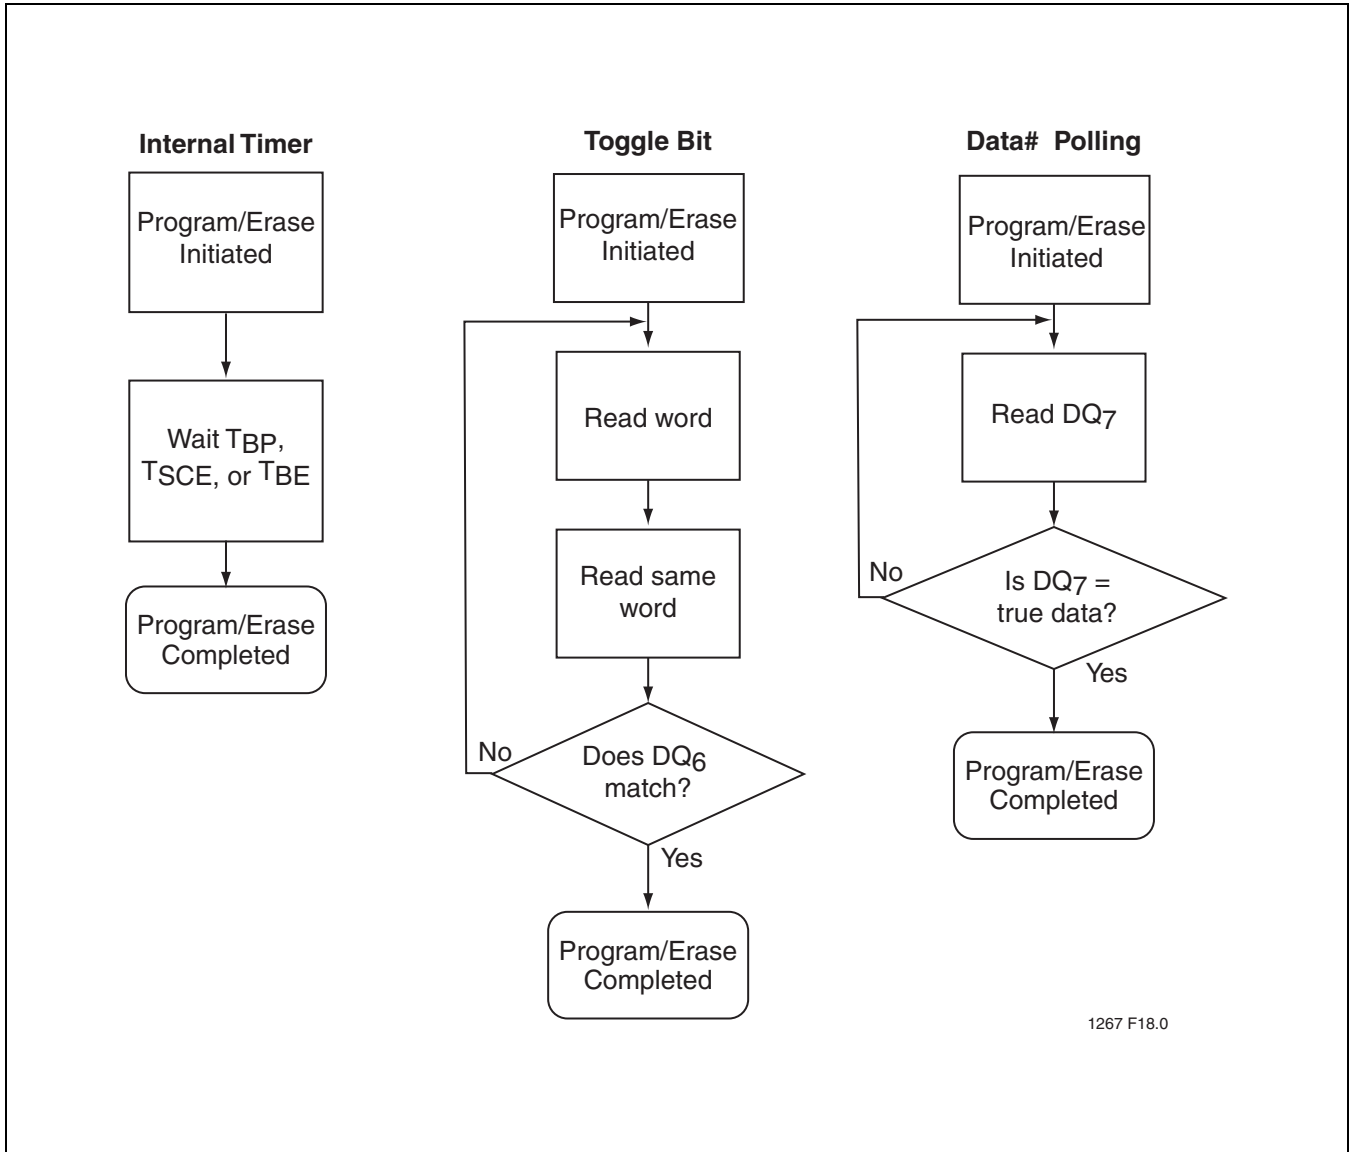 Internal Timer
Program/Erase
Initiated
Wait TBP,
TSCE, or TBE
Program/Erase
Completed
Toggle Bit
Program/Erase
Initiated
Read word
Read same
word
Does DQ6
match?
No
Yes
Program/Erase
Completed
Data# Polling
Program/Erase
Initiated
Read DQ7
Is DQ7 =
true data?
No
Yes
Program/Erase
Completed
1267 F18.0